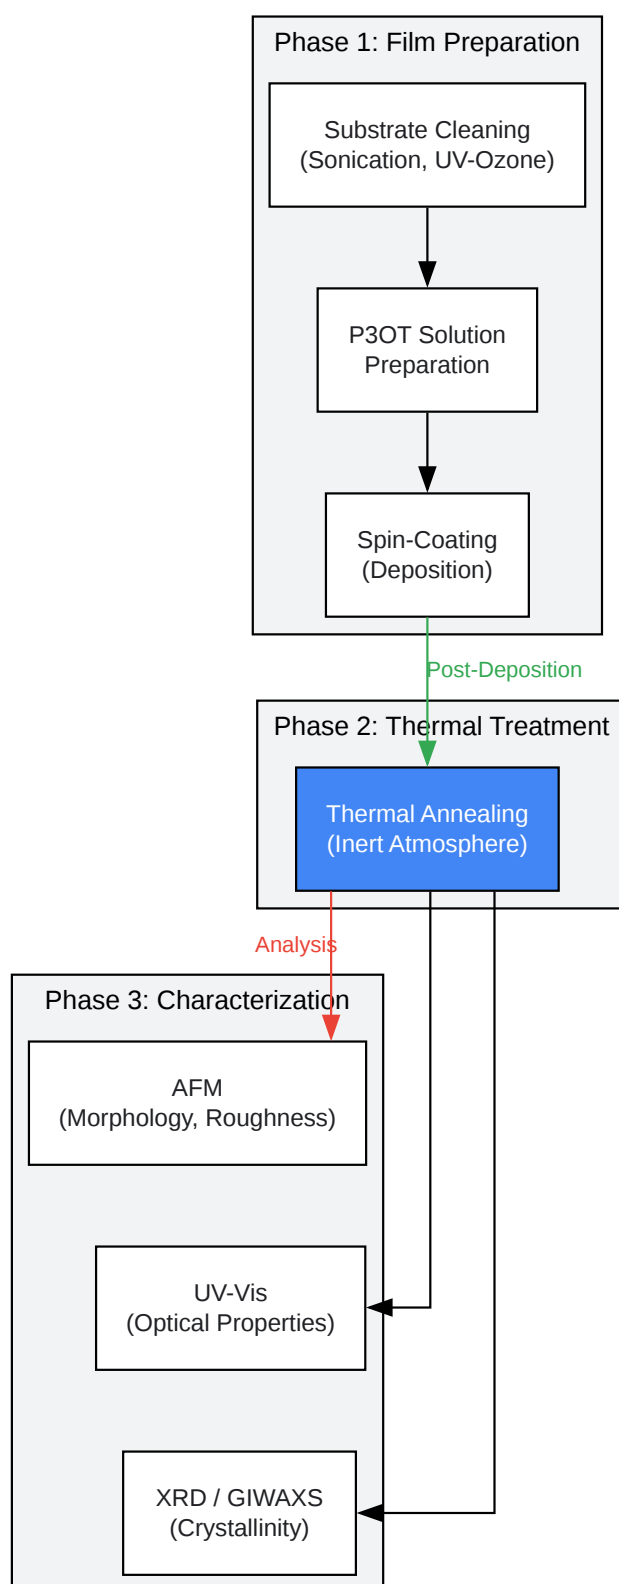 Phase 1: Film Preparation
Substrate Cleaning
(Sonication, UV-Ozone)
P3OT Solution
Preparation
Spin-Coating
(Deposition)
Post-Deposition
Phase 2: Thermal Treatment
Thermal Annealing
(Inert Atmosphere)
Analysis
Phase 3: Characterization
AFM
(Morphology, Roughness)
UV-Vis
(Optical Properties)
XRD / GIWAXS
(Crystallinity)